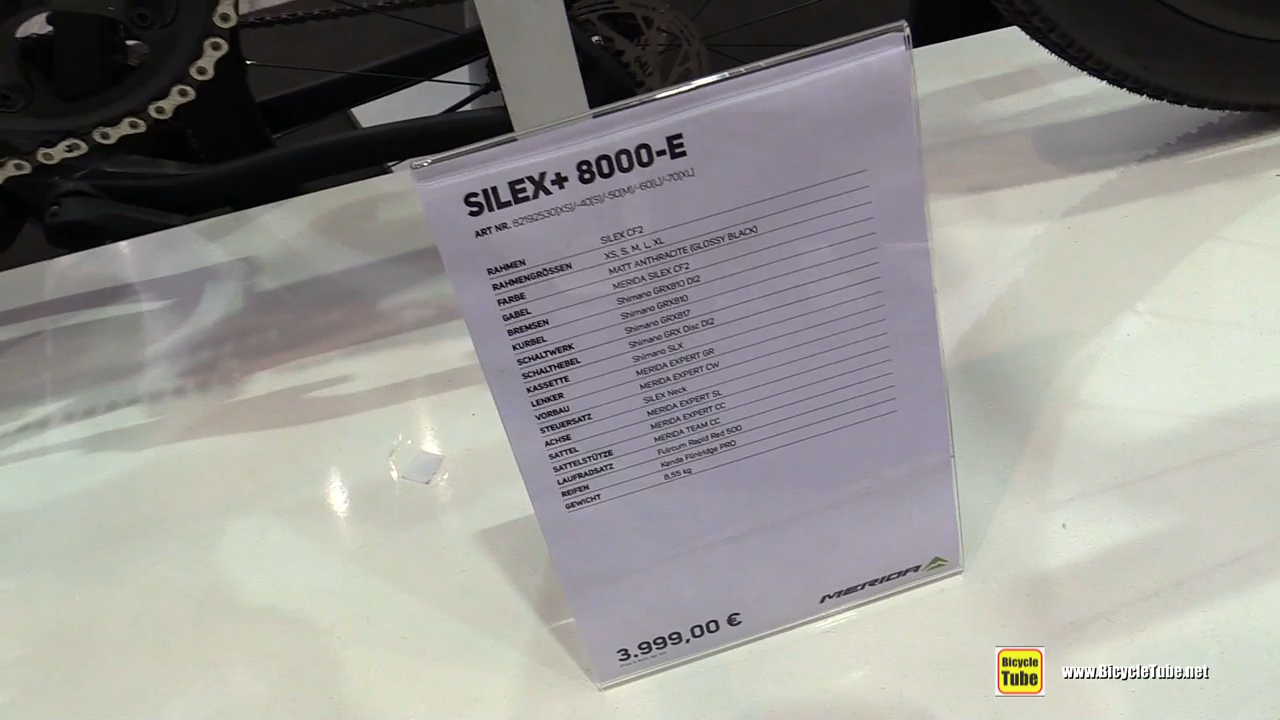 SILEX+ 8000-E
ART NR. 82192530(XS)/-40(S)/-50(M)/-60(L)/-70(XL)
RAHMEN SILEX CF2
RAHMENGRÖSSEN XS, S, M, L, XL
FARBE MATT ANTHRACITE (GLOSSY BLACK)
GABEL MERIDA SILEX CF2
BREMSEN Shimano GRX810 DI2
KURBEL Shimano GRX810
SCHALTWERK Shimano GRX817
SCHALTHEBEL Shimano GRX Disc DI2
KASSETTE Shimano SLX
LENKER MERIDA EXPERT GR
VORBAU MERIDA EXPERT CW
STEUERSATZ SILEX Neck
ACHSE MERIDA EXPERT SL
SATTEL MERIDA EXPERT CC
SATTELSTÜTZE MERIDA TEAM CC
LAUFRADSATZ Fulcrum Rapid Red 500
REIFEN Kenda Flintridge PRO
GEWICHT 8,55 kg
MERIDA
3.999,00 €
Bicycle
Tube
www.BicycleTube.net